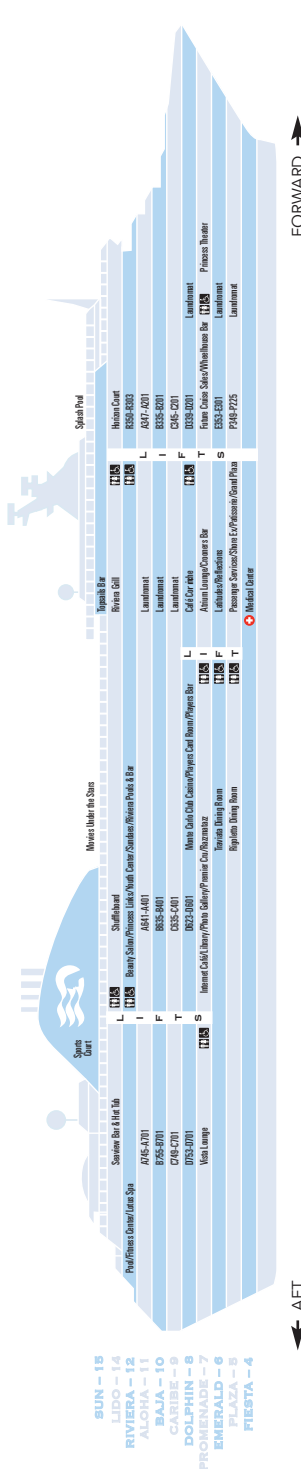 Splash Pool
Movies Under the Stars
Sports
Court
SUN – 15 Topsails Bar
LIDO – 14 Seaview Bar & Hot Tub Shuffleboard Riviera Grill Horizon Court
RIVIERA – 12 Pool/Fitness Center/Lotus Spa Beauty Salon/Princess Links/Youth Center/Sundaes/Riviera Pools & Bar R350-R303
ALOHA – 11 A745-A701 A641-A401 Laundromat A347-A201
BAJA – 10 B755-B701 B635-B401 Laundromat B335-B201
CARIBE – 9 C749-C701 C635-C401 Laundromat C345-C201
DOLPHIN – 8 D753-D701 D623-D601 Monte Carlo Club Casino/Players Card Room/Players Bar Café Corniche D339-D201 Laundromat
PROMENADE – 7 Vista Lounge Internet Café/Library/Photo Gallery/Premier Cru/Razmataz Atrium Lounge/Crooners Bar Future Cruise Sales/Wheelhouse Bar Princess Theater
EMERALD – 6 Traviata Dining Room Latitudes/Reflections E353-E301 Laundromat
PLAZA – 5 Rigoletto Dining Room Passenger Services/Shore Ex/Patisserie/Grand Plaza P349-P225 Laundromat
FIESTA – 4 Medical Center
LIFTS
LIFT
LIFTS
AFT
FORWARD